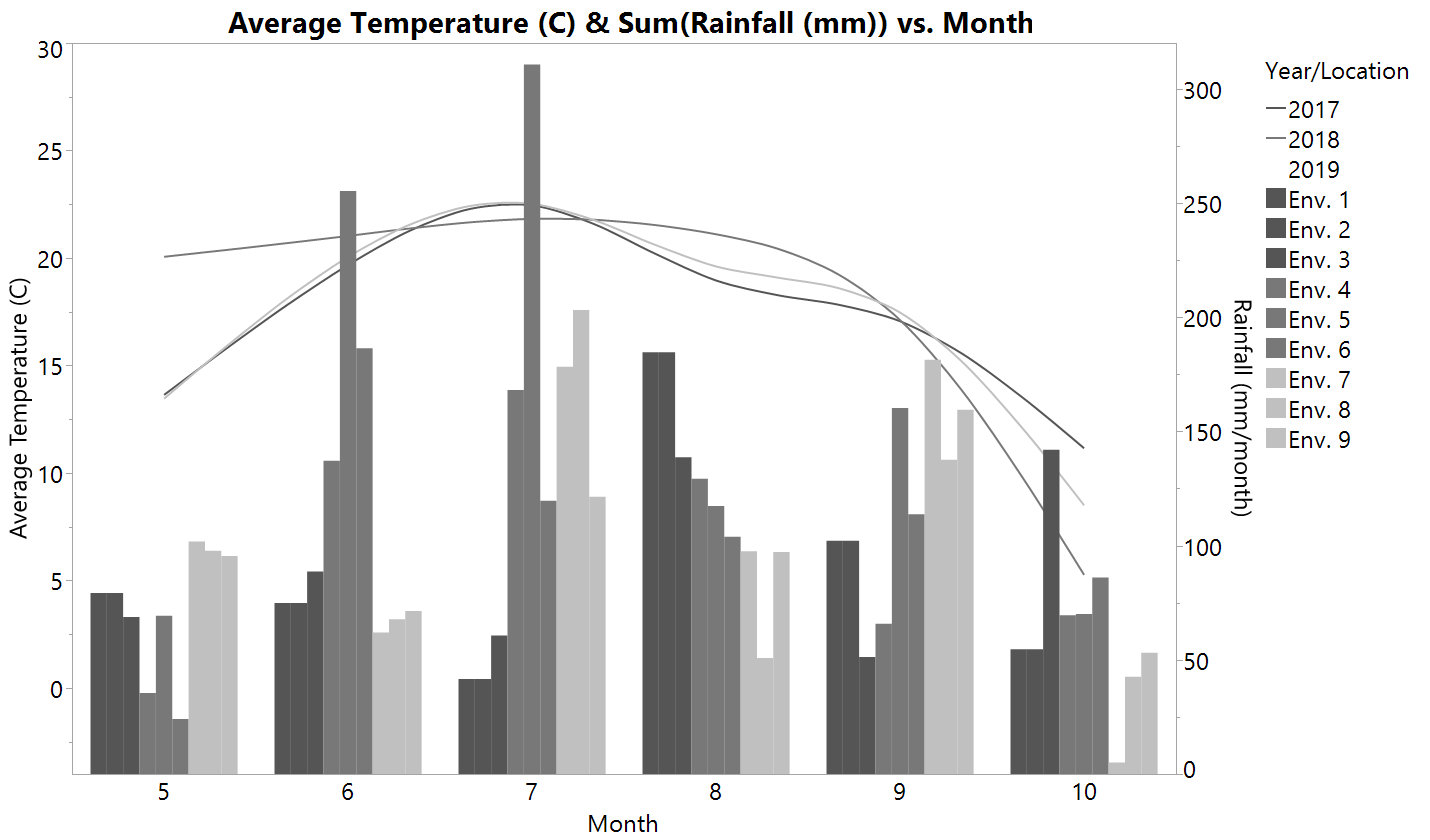 Average Temperature (C) & Sum(Rainfall (mm)) vs. Month
Average Temperature (C)
30
25
20
15
10
5
0
5
6
7
8
9
10
Month
300
250
200
150
100
50
0
Rainfall (mm/month)
Year/Location
2017
2018
2019
Env. 1
Env. 2
Env. 3
Env. 4
Env. 5
Env. 6
Env. 7
Env. 8
Env. 9